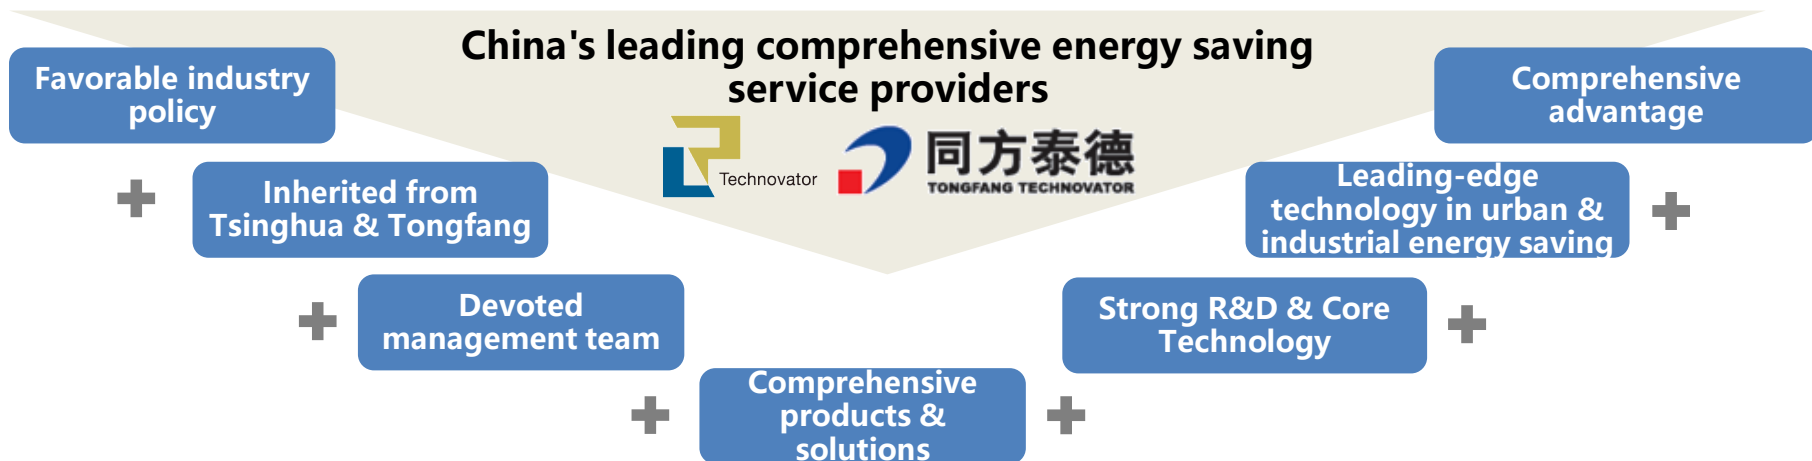 China's leading comprehensive energy saving
service providers
Technovator
同方泰德
TONGFANG TECHNOVATOR
Favorable industry
policy
Inherited from
Tsinghua & Tongfang
Devoted
management team
Comprehensive
products &
solutions
Strong R&D & Core
Technology
Leading-edge
technology in urban &
industrial energy saving
Comprehensive
advantage